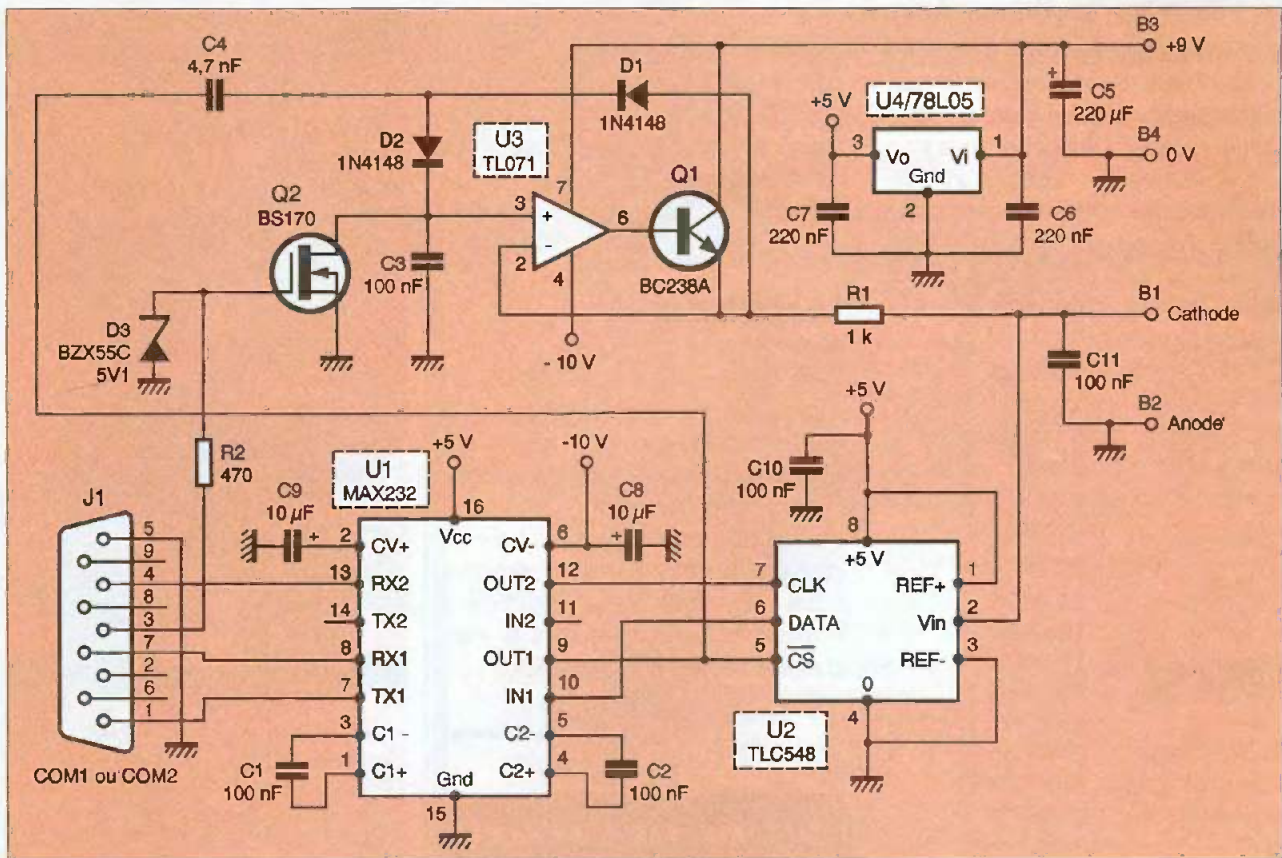 C4
4,7 nF
D1
1N4148
D2
1N4148
U3
TL071
7
3
+
2
-
6
4
- 10 V
Q1
BC238A
Q2
BS170
C3
100 nF
D3
BZX55C
5V1
R2
470
+5 V
U4/78L05
3
Vo
Vi
1
Gnd
2
C7
220 nF
C6
220 nF
B3
+9 V
+
C5
220 µF
B4
0 V
R1
1 k
B1
Cathode
C11
100 nF
B2
Anode
J1
5
9
4
8
3
7
2
6
1
COM1 ou COM2
U1
MAX232
+5 V
-10 V
C9
10 µF
+
C8
10 µF
+
16
Vcc
2
CV+
CV-
6
13
RX2
OUT2
12
14
TX2
IN2
11
8
RX1
OUT1
9
7
TX1
IN1
10
3
C1 -
C2-
5
1
C1+
C2+
4
Gnd
15
C1
100 nF
C2
100 nF
+5 V
C10
100 nF
8
+5 V
7
CLK
REF+
1
6
DATA
Vin
2
5
CS
REF-
3
0
4
U2
TLC548